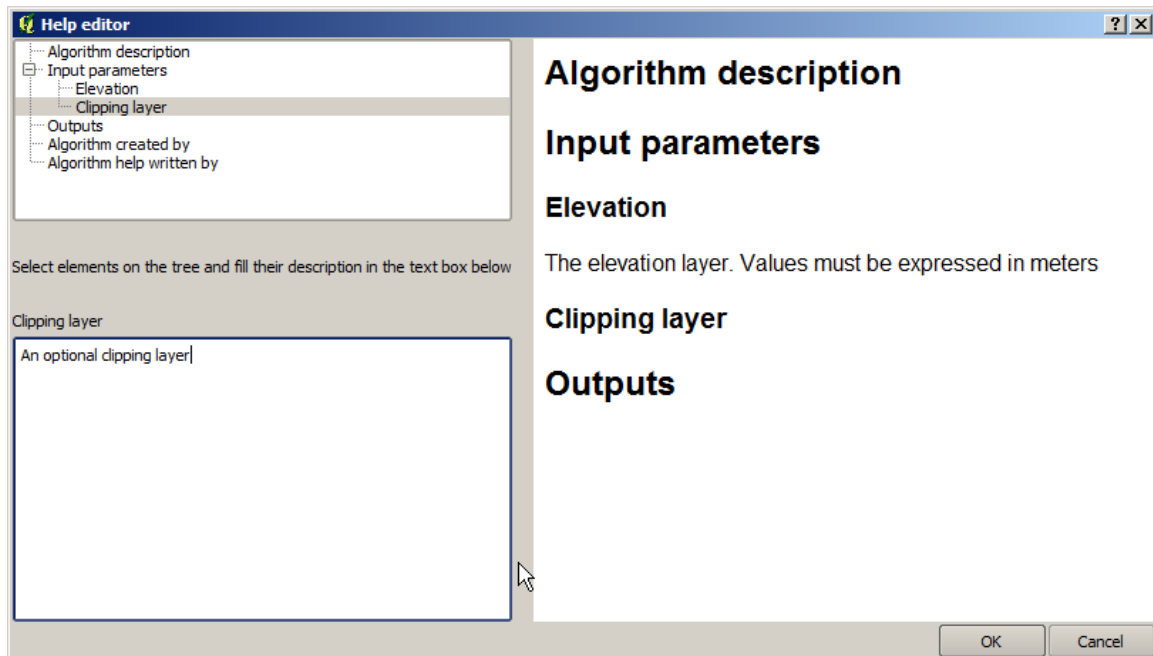 Help editor
Algorithm description
Input parameters
Elevation
Clipping layer
Outputs
Algorithm created by
Algorithm help written by
Select elements on the tree and fill their description in the text box below
Clipping layer
An optional clipping layer
Algorithm description
Input parameters
Elevation
The elevation layer. Values must be expressed in meters
Clipping layer
Outputs
OK
Cancel